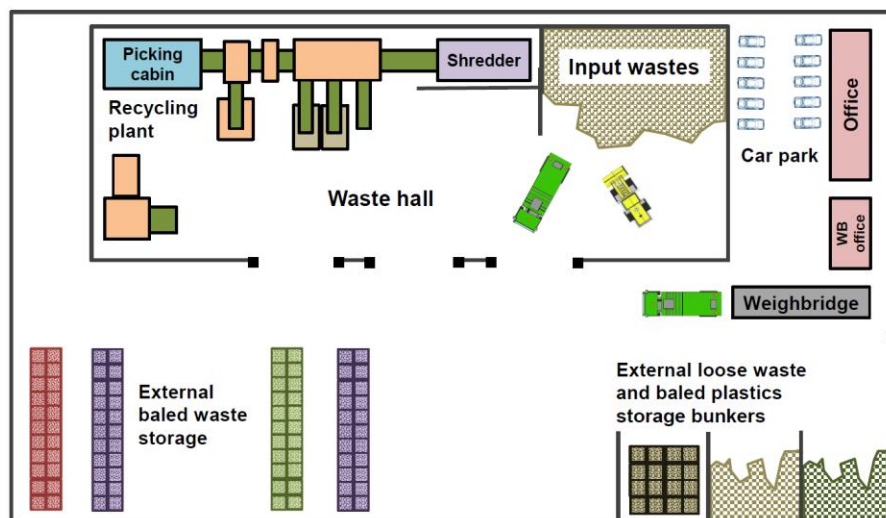 Picking
cabin
Shredder
Input wastes
Recycling
plant
Waste hall
Car park
Office
WB
office
Weighbridge
External
baled waste
storage
External loose waste
and baled plastics
storage bunkers